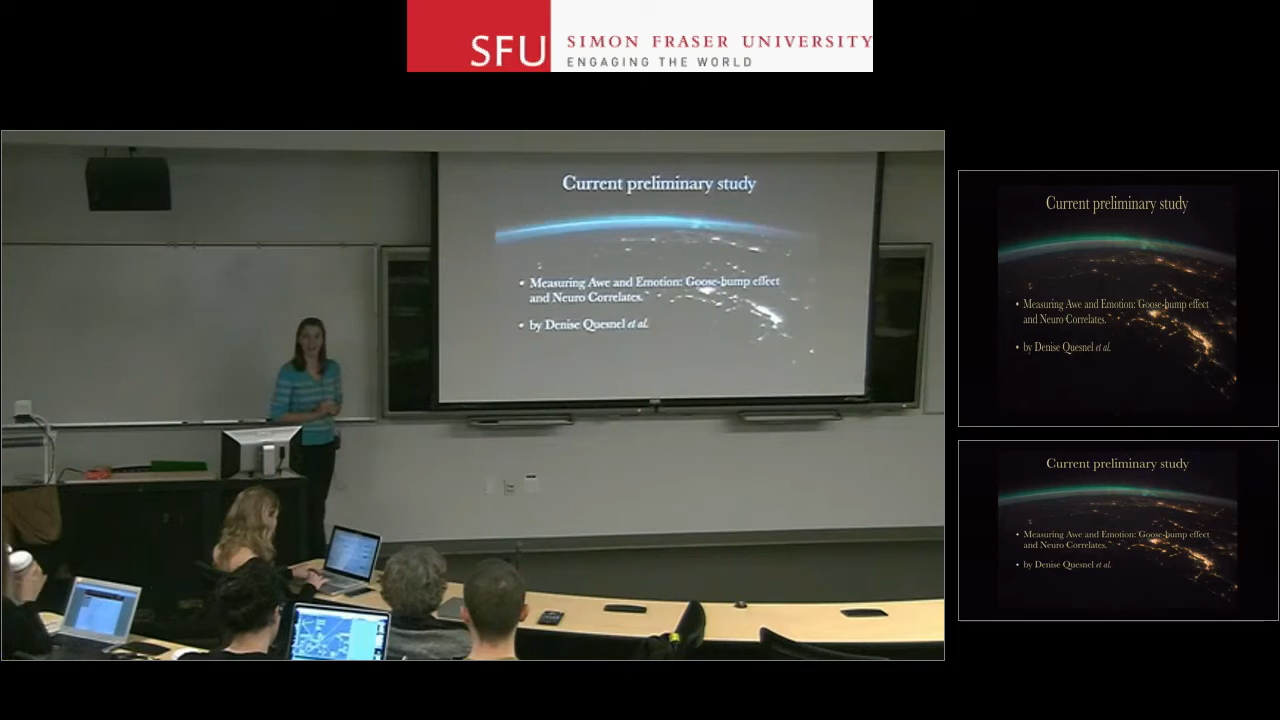 SFU
SIMON FRASER UNIVERSITY
ENGAGING THE WORLD
Current preliminary study
• Measuring Awe and Emotion: Goose-bump effect
and Neuro Correlates.
• by Denise Quesnel et al.
Current preliminary study
• Measuring Awe and Emotion: Goose-bump effect
and Neuro Correlates.
• by Denise Quesnel et al.
Current preliminary study
• Measuring Awe and Emotion: Goose-bump effect
and Neuro Correlates.
• by Denise Quesnel et al.